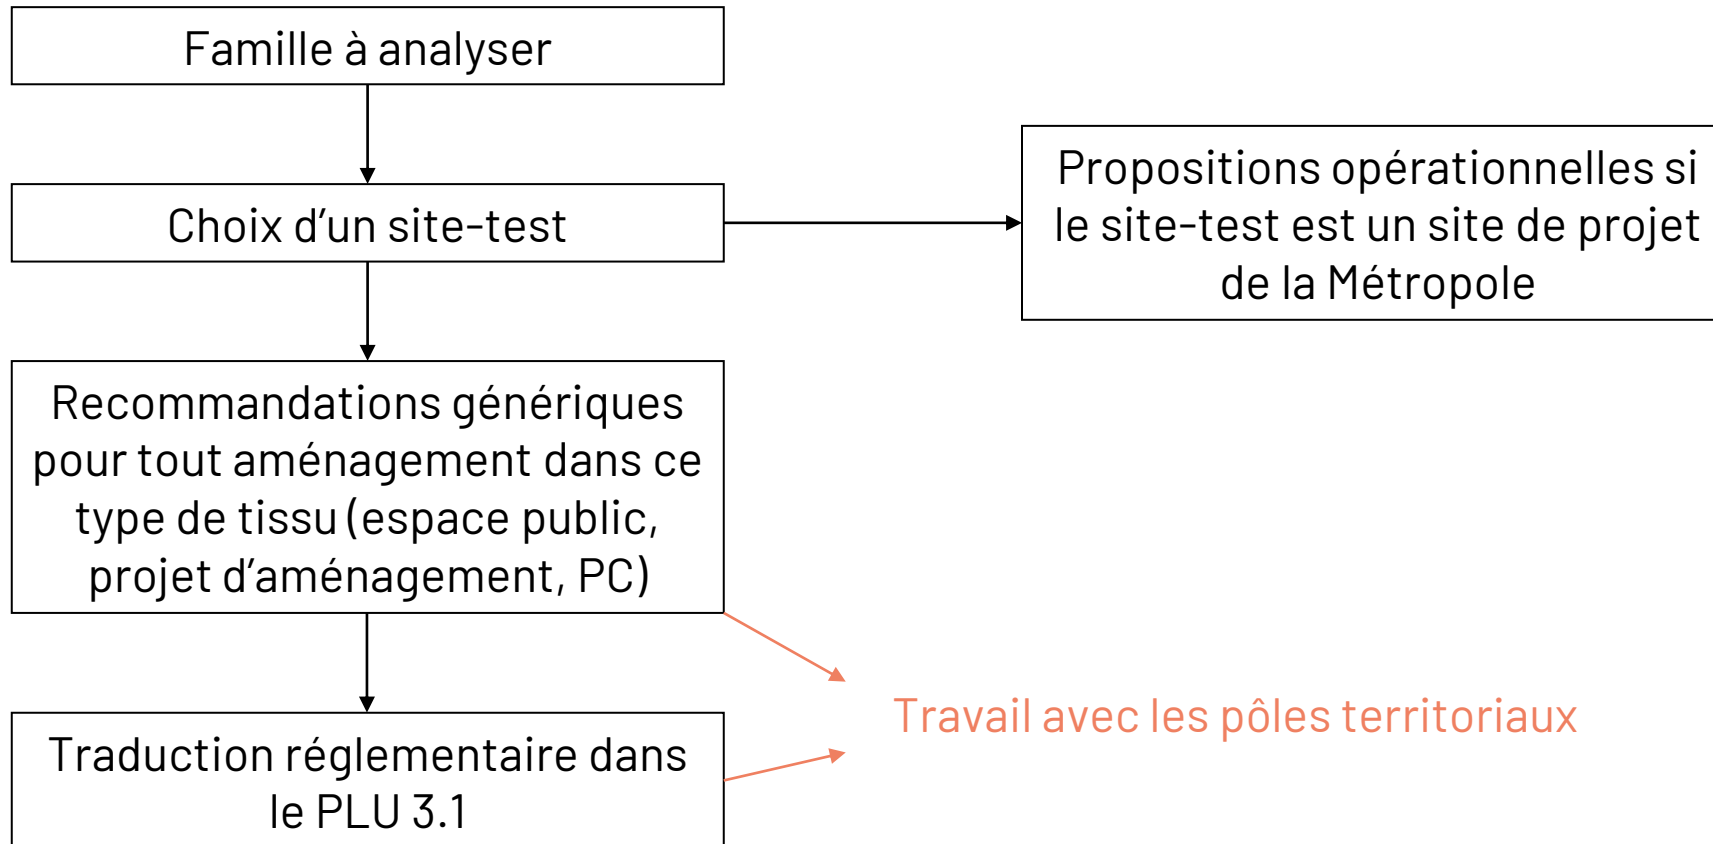 Famille à analyser
Choix d’un site-test
Propositions opérationnelles si
le site-test est un site de projet
de la Métropole
Recommandations génériques
pour tout aménagement dans ce
type de tissu (espace public,
projet d’aménagement, PC)
Travail avec les pôles territoriaux
Traduction réglementaire dans
le PLU 3.1